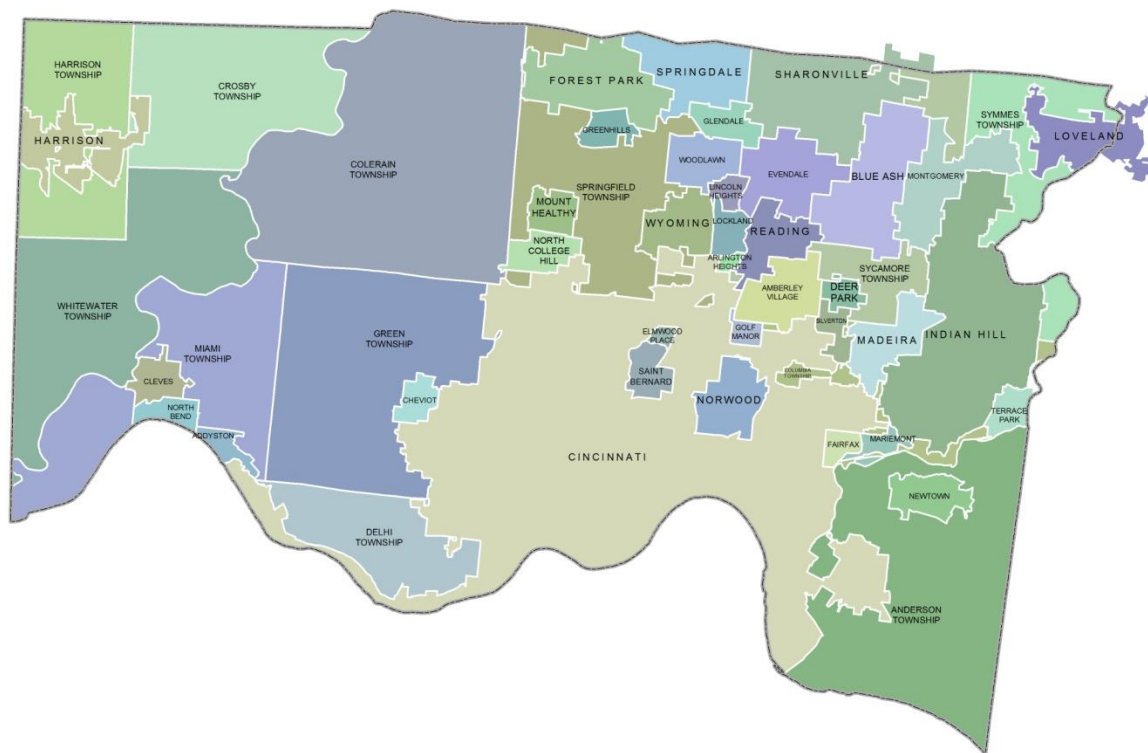 HARRISON
TOWNSHIP
CROSBY
TOWNSHIP
HARRISON
COLERAIN
TOWNSHIP
FOREST PARK
SPRINGDALE
SHARONVILLE
GREENHILLS
GLENDALE
SYMMES
TOWNSHIP
LOVELAND
WOODLAWN
EVENDALE
BLUE ASH
MONTGOMERY
SPRINGFIELD
TOWNSHIP
LINCOLN
HEIGHTS
MOUNT
HEALTHY
WYOMING
LOCKLAND
READING
NORTH
COLLEGE
HILL
ARLINGTON
HEIGHTS
SYCAMORE
TOWNSHIP
AMBERLEY
VILLAGE
DEER
PARK
WHITEWATER
TOWNSHIP
MIAMI
TOWNSHIP
GREEN
TOWNSHIP
ELMWOOD
PLACE
GOLF
MANOR
SILVERTON
MADEIRA
INDIAN HILL
CLEVES
SAINT
BERNARD
COLUMBIA
TOWNSHIP
CHEVIOT
NORWOOD
NORTH
BEND
ADDYSTON
TERRACE
PARK
FAIRFAX
MARIEMONT
CINCINNATI
NEWTOWN
DELHI
TOWNSHIP
ANDERSON
TOWNSHIP